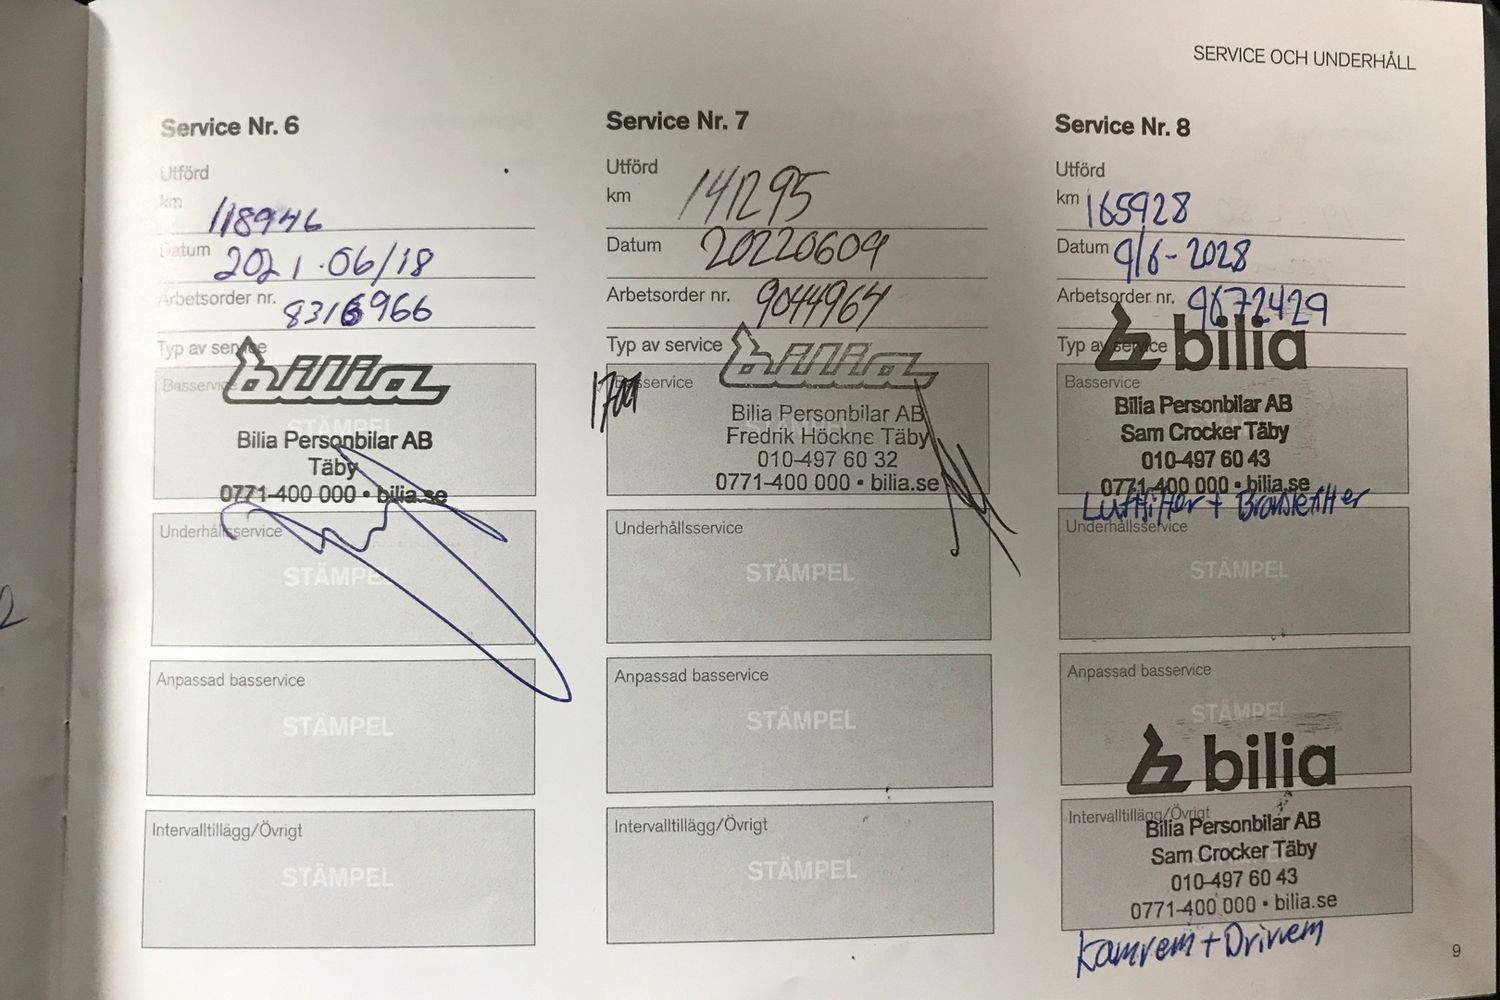 SERVICE OCH UNDERHÅLL
Service Nr. 6
Utförd
km 118946
Datum 2021.06/18
Arbetsorder nr. 8316966
Typ av service
Basservice
bilia
STÄMPEL
Bilia Personbilar AB
Täby
0771-400 000 • bilia.se
Underhållsservice
STÄMPEL
Anpassad basservice
STÄMPEL
Intervalltillägg/Övrigt
STÄMPEL
Service Nr. 7
Utförd
km 141295
Datum 20220609
Arbetsorder nr. 9044964
Typ av service
Basservice
bilia
Bilia Personbilar AB
Fredrik Höckne Täby
010-497 60 32
0771-400 000 • bilia.se
Underhållsservice
STÄMPEL
Anpassad basservice
STÄMPEL
Intervalltillägg/Övrigt
STÄMPEL
Service Nr. 8
Utförd
km 165928
Datum 9/6-2028
Arbetsorder nr. 9672429
Typ av service
bilia
Basservice
Bilia Personbilar AB
Sam Crocker Täby
010-497 60 43
0771-400 000 • bilia.se
Luftfilter + Bränslefilter
Underhållsservice
STÄMPEL
Anpassad basservice
STÄMPEL
bilia
Intervalltillägg/Övrigt
Bilia Personbilar AB
Sam Crocker Täby
010-497 60 43
0771-400 000 • bilia.se
Kamrem + Drivrem
9